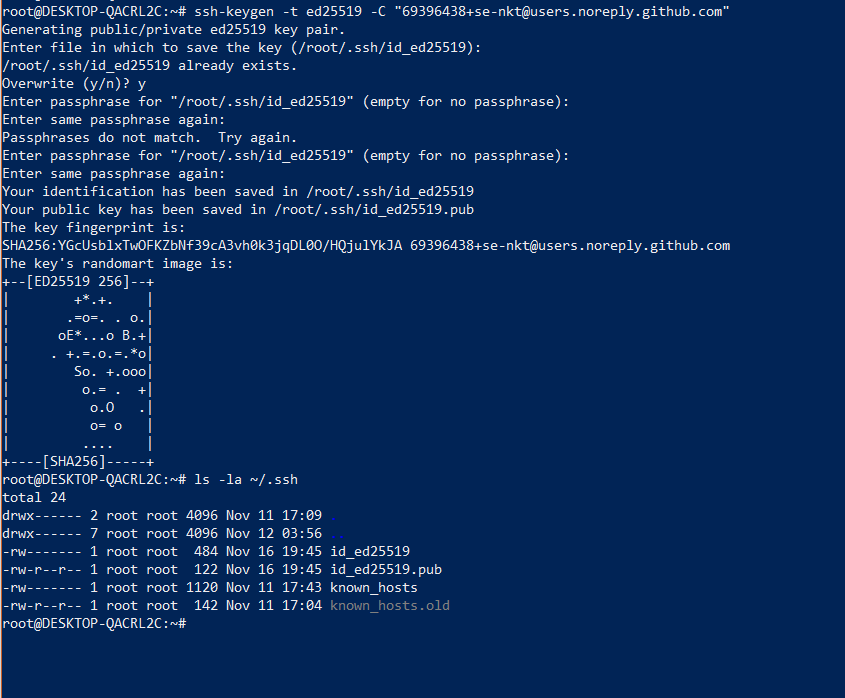 root@DESKTOP-QACRL2C:~# ssh-keygen -t ed25519 -C "69396438+se-nkt@users.noreply.github.com"
Generating public/private ed25519 key pair.
Enter file in which to save the key (/root/.ssh/id_ed25519):
/root/.ssh/id_ed25519 already exists.
Overwrite (y/n)? y
Enter passphrase for "/root/.ssh/id_ed25519" (empty for no passphrase):
Enter same passphrase again:
Passphrases do not match.  Try again.
Enter passphrase for "/root/.ssh/id_ed25519" (empty for no passphrase):
Enter same passphrase again:
Your identification has been saved in /root/.ssh/id_ed25519
Your public key has been saved in /root/.ssh/id_ed25519.pub
The key fingerprint is:
SHA256:YGcUsblxTwOFKZbNf39cA3vh0k3jqDL0O/HQjulYkJA 69396438+se-nkt@users.noreply.github.com
The key's randomart image is:
+--[ED25519 256]--+
|        +*.+.    |
|       .=o=. . o.|
|      oE*...o B.+|
|     . +.=.o.=.*o|
|        So. +.ooo|
|         o.= .  +|
|          o.O   .|
|          o= o   |
|         ....    |
+----[SHA256]-----+
root@DESKTOP-QACRL2C:~# ls -la ~/.ssh
total 24
drwx------ 2 root root 4096 Nov 11 17:09 .
drwx------ 7 root root 4096 Nov 12 03:56 ..
-rw------- 1 root root  484 Nov 16 19:45 id_ed25519
-rw-r--r-- 1 root root  122 Nov 16 19:45 id_ed25519.pub
-rw------- 1 root root 1120 Nov 11 17:43 known_hosts
-rw-r--r-- 1 root root  142 Nov 11 17:04 known_hosts.old
root@DESKTOP-QACRL2C:~#